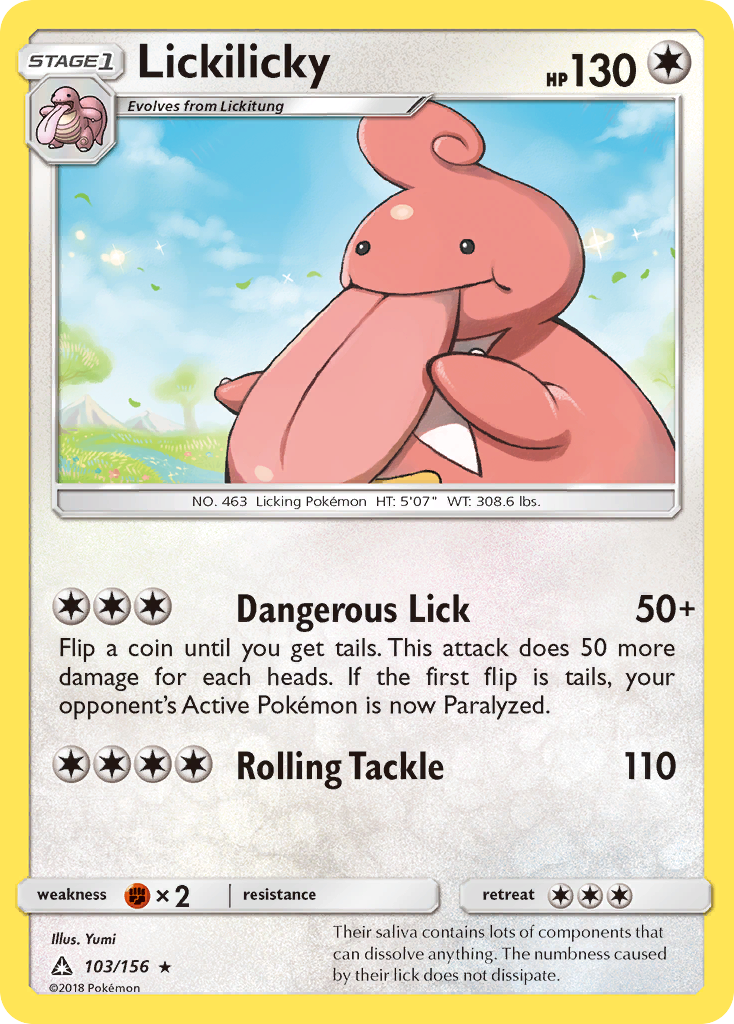 STAGE 1
Lickilicky
HP 130
Evolves from Lickitung
NO. 463 Licking Pokémon HT: 5'07" WT: 308.6 lbs.
Dangerous Lick 50+
Flip a coin until you get tails. This attack does 50 more
damage for each heads. If the first flip is tails, your
opponent's Active Pokémon is now Paralyzed.
Rolling Tackle 110
weakness × 2 resistance retreat
Illus. Yumi
103/156 ★
©2018 Pokémon
Their saliva contains lots of components that
can dissolve anything. The numbness caused
by their lick does not dissipate.